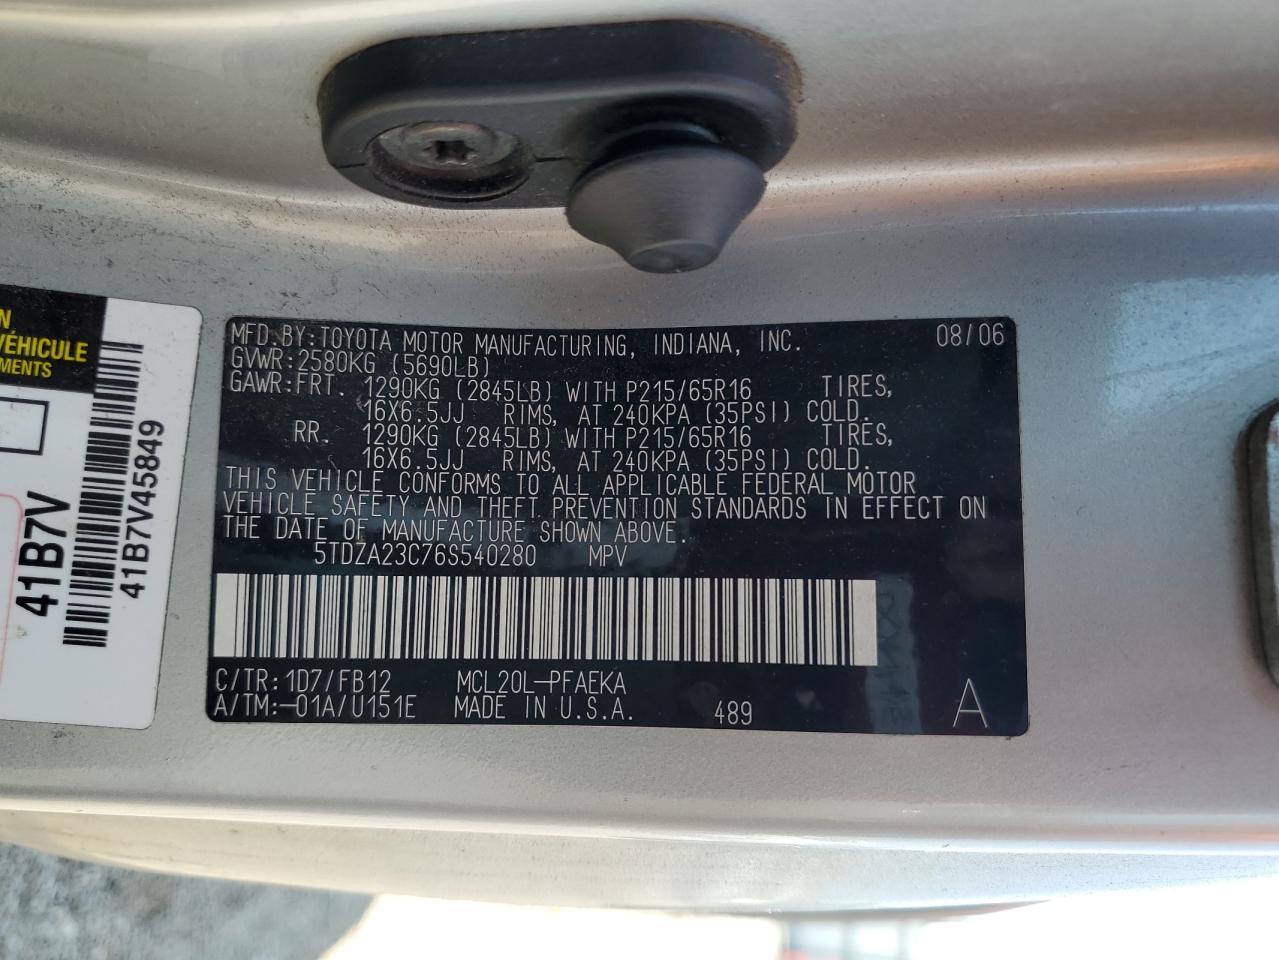 N
VÉHICULE
MENTS
41B7V
41B7V45849
MFD.BY:TOYOTA MOTOR MANUFACTURING, INDIANA, INC. 08/06
GVWR:2580KG (5690LB)
GAWR:FRT. 1290KG (2845LB) WITH P215/65R16 TIRES,
16X6.5JJ RIMS, AT 240KPA (35PSI) COLD.
RR. 1290KG (2845LB) WITH P215/65R16 TIRES,
16X6.5JJ RIMS, AT 240KPA (35PSI) COLD.
THIS VEHICLE CONFORMS TO ALL APPLICABLE FEDERAL MOTOR
VEHICLE SAFETY AND THEFT PREVENTION STANDARDS IN EFFECT ON
THE DATE OF MANUFACTURE SHOWN ABOVE.
5TDZA23C76S540280 MPV
C/TR:1D7/FB12 MCL20L-PFAEKA
A/TM:-01A/U151E MADE IN U.S.A. 489 A